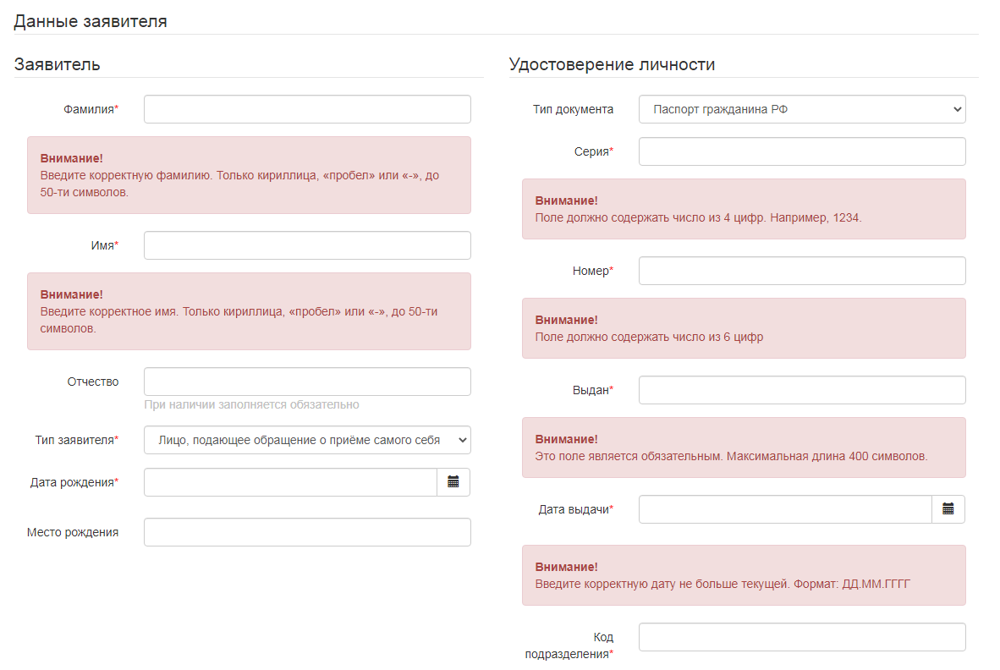 Данные заявителя
Заявитель
Фамилия*
Внимание!
Введите корректную фамилию. Только кириллица, «пробел» или «-», до
50-ти символов.
Имя*
Внимание!
Введите корректное имя. Только кириллица, «пробел» или «-», до 50-ти
символов.
Отчество
При наличии заполняется обязательно
Тип заявителя*
Лицо, подающее обращение о приёме самого себя
Дата рождения*
Место рождения
Удостоверение личности
Тип документа
Паспорт гражданина РФ
Серия*
Внимание!
Поле должно содержать число из 4 цифр. Например, 1234.
Номер*
Внимание!
Поле должно содержать число из 6 цифр
Выдан*
Внимание!
Это поле является обязательным. Максимальная длина 400 символов.
Дата выдачи*
Внимание!
Введите корректную дату не больше текущей. Формат: ДД.ММ.ГГГГ
Код
подразделения*